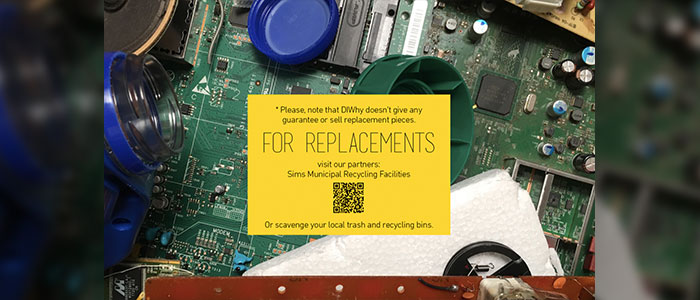 * Please, note that DIWhy doesn't give any
guarantee or sell replacement pieces.
FOR REPLACEMENTS
visit our partners:
Sims Municipal Recycling Facilities
Or scavenge your local trash and recycling bins.